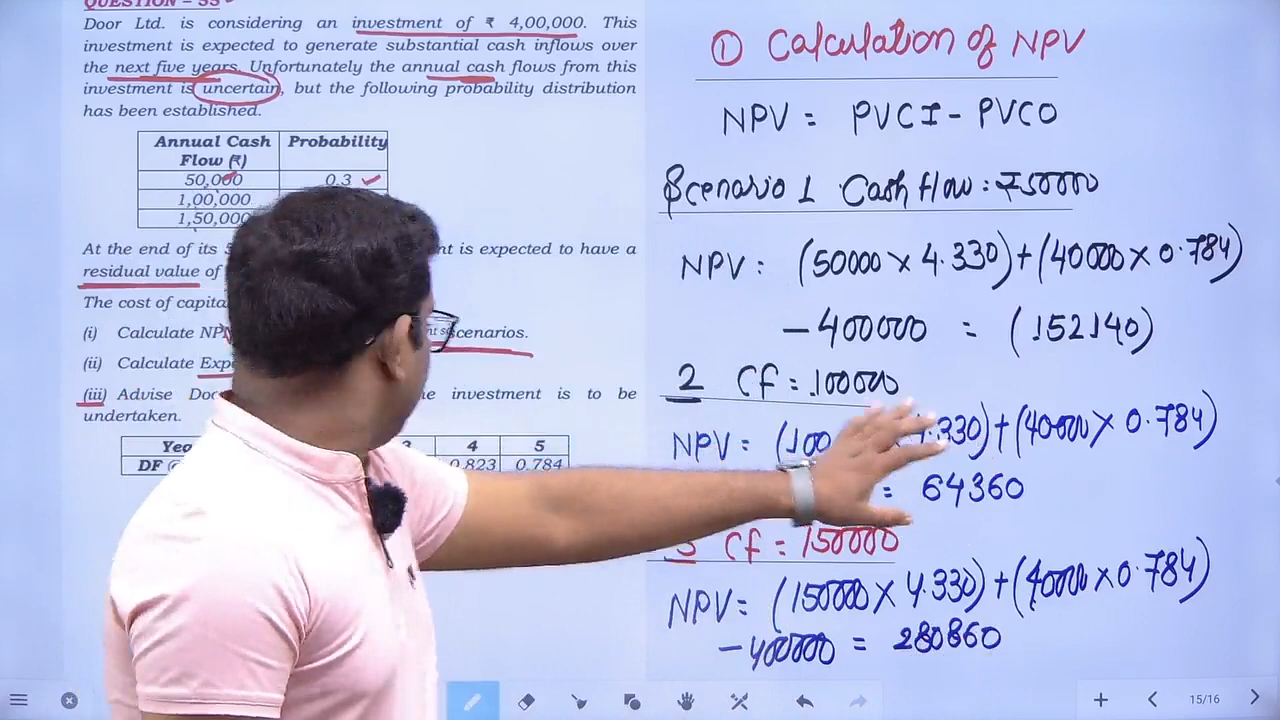 QUESTION – 55
Door Ltd. is considering an investment of ₹ 4,00,000. This
investment is expected to generate substantial cash inflows over
the next five years. Unfortunately the annual cash flows from this
investment is uncertain, but the following probability distribution
has been established.
Annual Cash Flow (₹) Probability
50,000 0.3
1,00,000
1,50,000
At the end of its 5 nt is expected to have a
residual value of
The cost of capita
(i) Calculate NP scenarios.
(ii) Calculate Exp
(iii) Advise Doo e investment is to be
undertaken.
Yea 3 4 5
DF @ 0.823 0.784
① Calculation of NPV
NPV = PVCI - PVCO
Scenario 1 Cash flow : ₹50000
NPV : (50000 × 4.330) + (40000 × 0.784)
- 400000 = (152140)
2 Cf = 100000
NPV = (100 4.330) + (40000 × 0.784)
= 64360
3 Cf = 150000
NPV = (150000 × 4.330) + (40000 × 0.784)
- 400000 = 280860
15/16